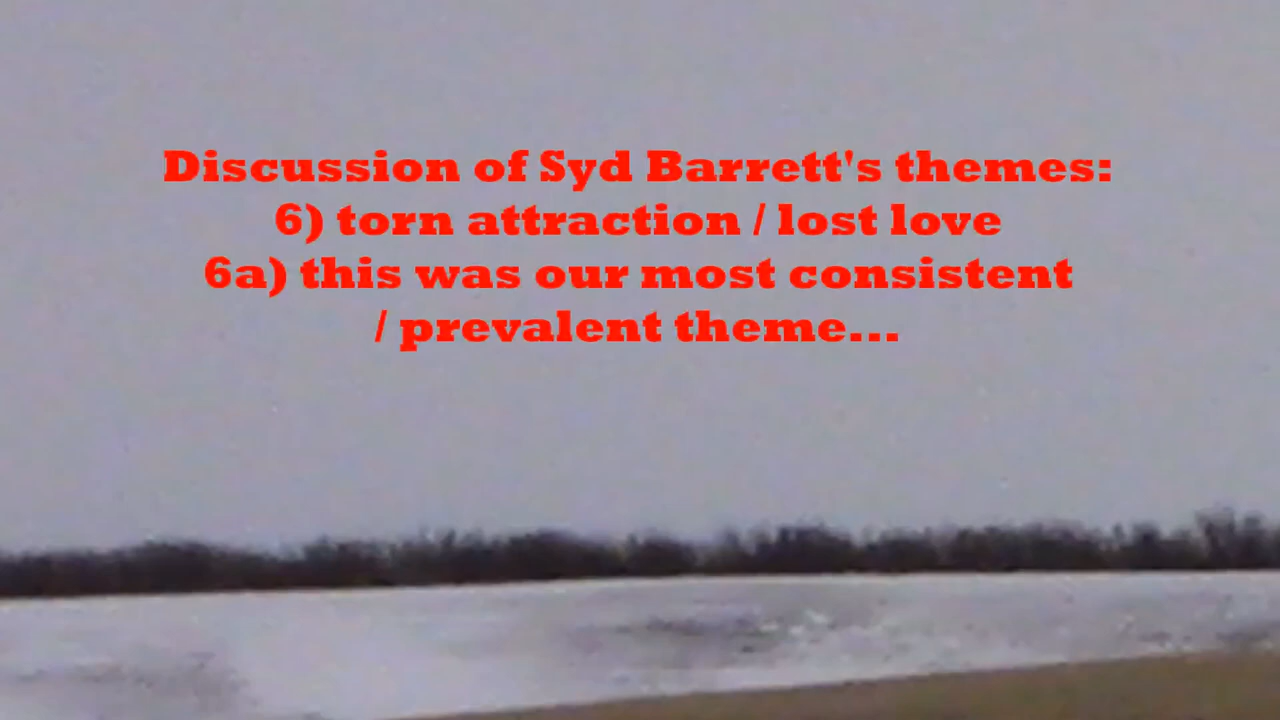 Discussion of Syd Barrett's themes:
6) torn attraction / lost love
6a) this was our most consistent
/ prevalent theme...